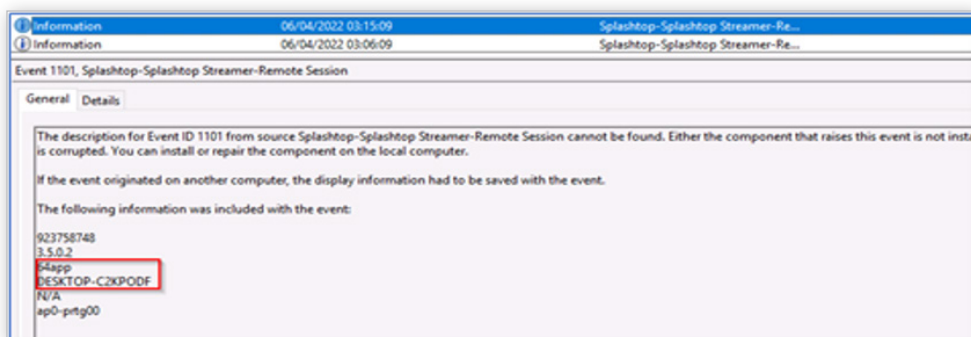 Information 06/04/2022 03:15:09 Splashtop-Splashtop Streamer-Re...
Information 06/04/2022 03:06:09 Splashtop-Splashtop Streamer-Re...
Event 1101, Splashtop-Splashtop Streamer-Remote Session
General Details
The description for Event ID 1101 from source Splashtop-Splashtop Streamer-Remote Session cannot be found. Either the component that raises this event is not
is corrupted. You can install or repair the component on the local computer.
If the event originated on another computer, the display information had to be saved with the event.
The following information was included with the event:
923758748
3.5.0.2
64app
DESKTOP-C2KPODF
N/A
ap0-prtg00